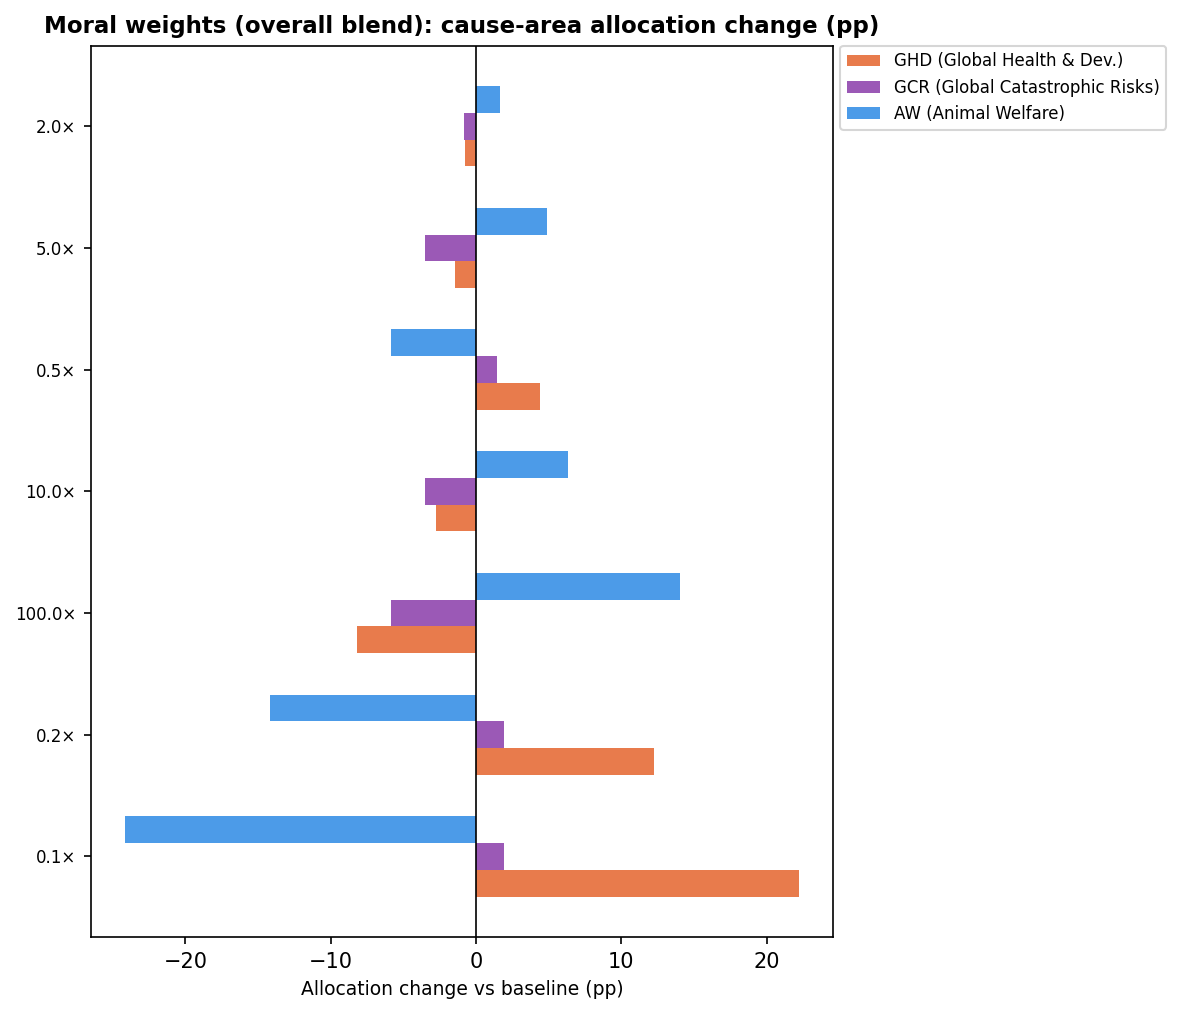 Moral weights (overall blend): cause-area allocation change (pp)
GHD (Global Health & Dev.)
GCR (Global Catastrophic Risks)
AW (Animal Welfare)
2.0×
5.0×
0.5×
10.0×
100.0×
0.2×
0.1×
−20 −10 0 10 20
Allocation change vs baseline (pp)